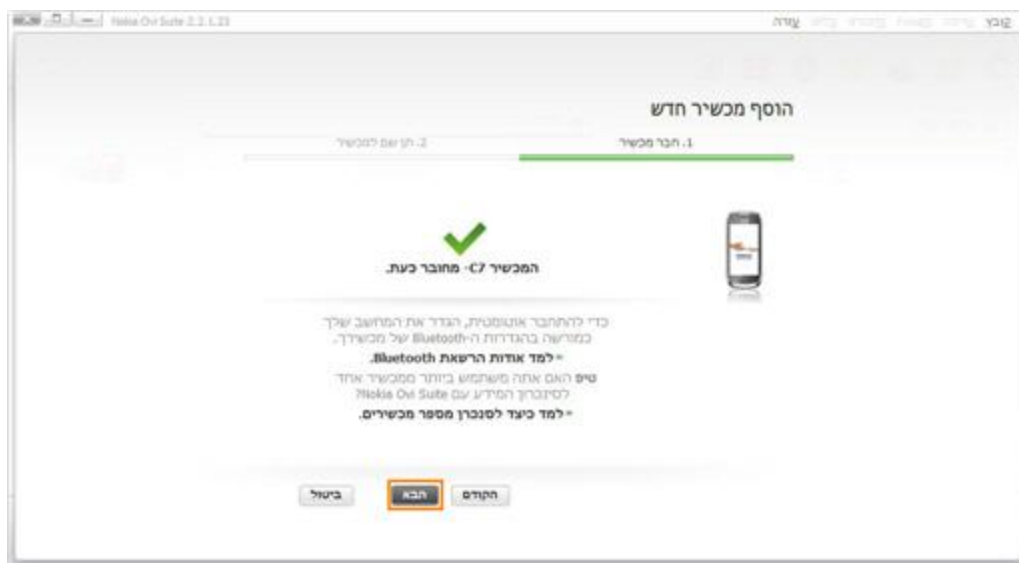 Nokia Ovi Suite 2.2.1.23
קובץ
עזרה
הוסף מכשיר חדש
1. חבר מכשיר
2. תן שם למכשיר
המכשיר C7- מחובר כעת.
כדי להתחבר אוטומטית, הגדר את המחשב שלך
כמורשה בהגדרות ה-Bluetooth של מכשירך.
למד אודות הרשאת Bluetooth.
טיפ האם אתה משתמש ביותר ממכשיר אחד
לסינכרון המידע עם Nokia Ovi Suite?
למד כיצד לסנכרן מספר מכשירים.
הקודם
הבא
ביטול